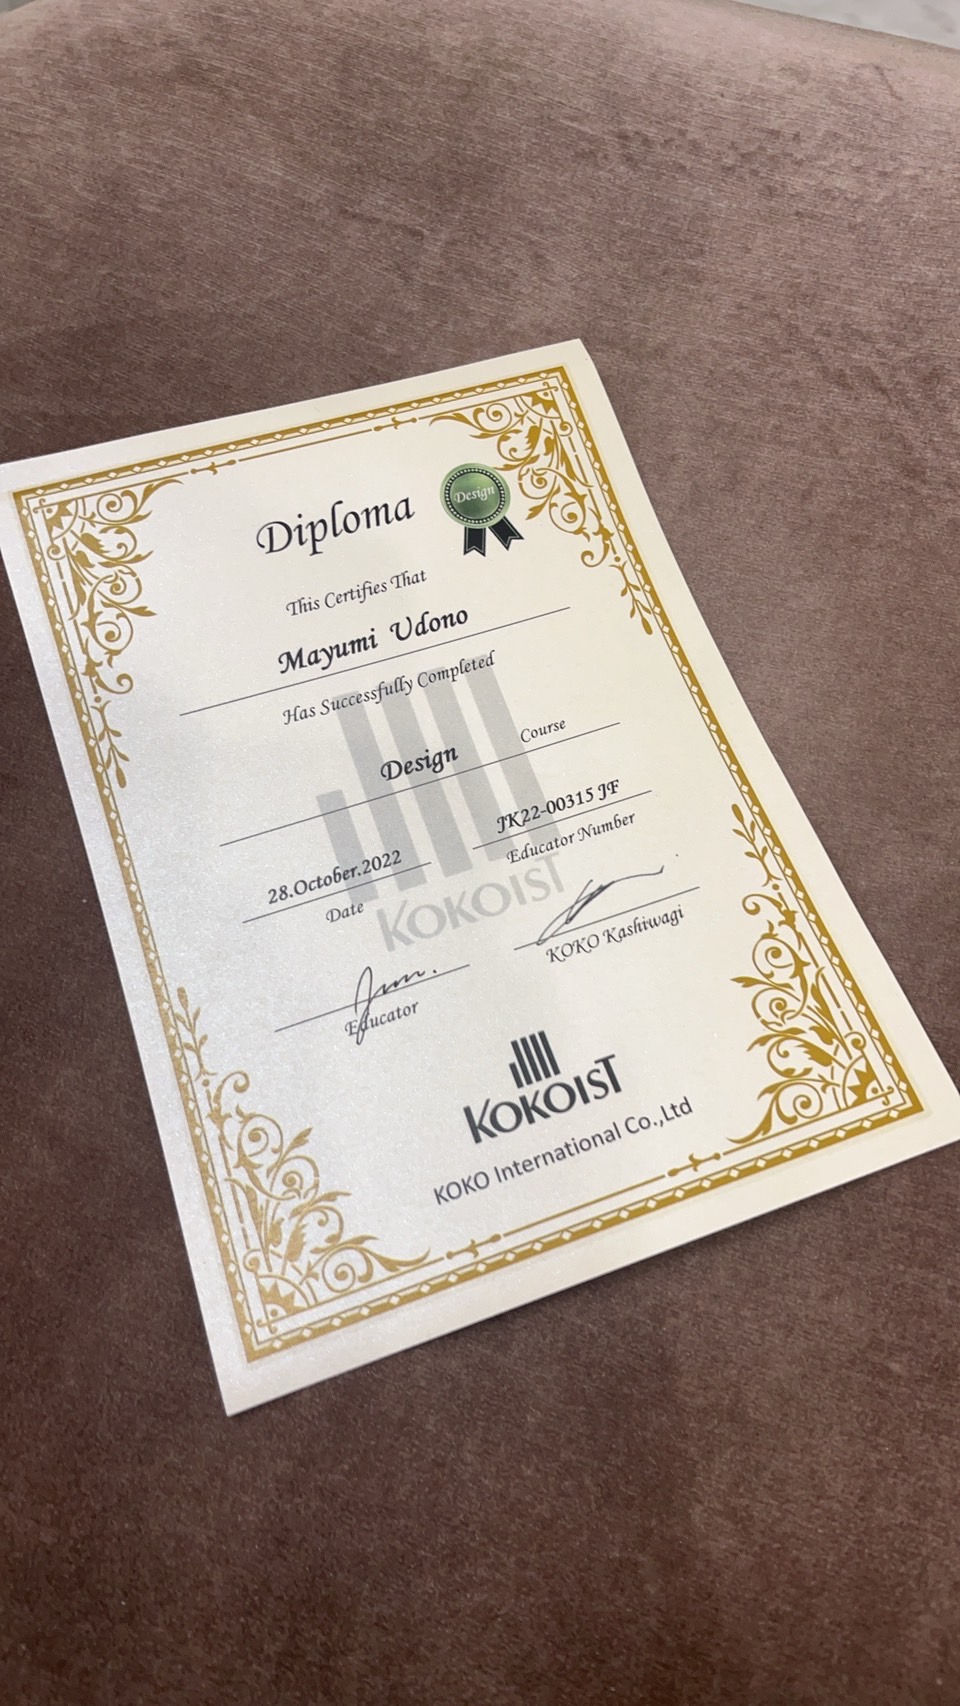 Diploma
Design
This Certifies That
Mayumi Udono
Has Successfully Completed
Design Course
28.October.2022 JK22-00315 JF
Date Educator Number
KOKOIST
KOKO Kashiwagi
Educator
KOKOIST
KOKO International Co.,Ltd